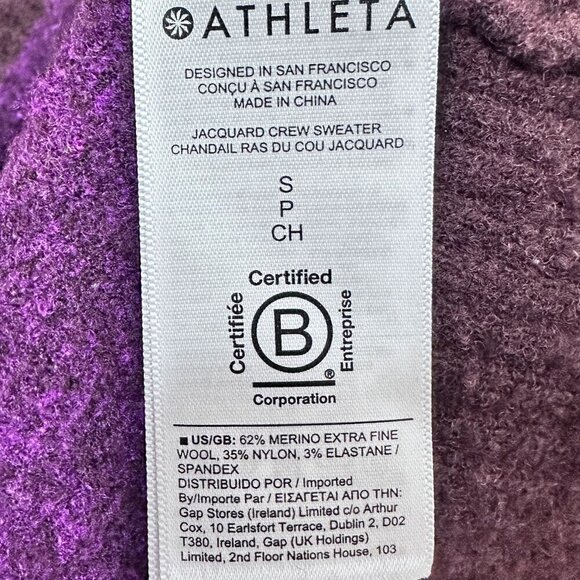 ATHLETA
DESIGNED IN SAN FRANCISCO
CONÇU À SAN FRANCISCO
MADE IN CHINA
JACQUARD CREW SWEATER
CHANDAIL RAS DU COU JACQUARD
S
P
CH
Certified
Certifiée
B
Entreprise
®
Corporation
■ US/GB: 62% MERINO EXTRA FINE
WOOL, 35% NYLON, 3% ELASTANE /
SPANDEX
DISTRIBUIDO POR / Imported
By/Importe Par / ΕΙΣΑΓΕΤΑΙ ΑΠΟ ΤΗΝ:
Gap Stores (Ireland) Limited c/o Arthur
Cox, 10 Earlsfort Terrace, Dublin 2, D02
T380, Ireland, Gap (UK Holdings)
Limited, 2nd Floor Nations House, 103